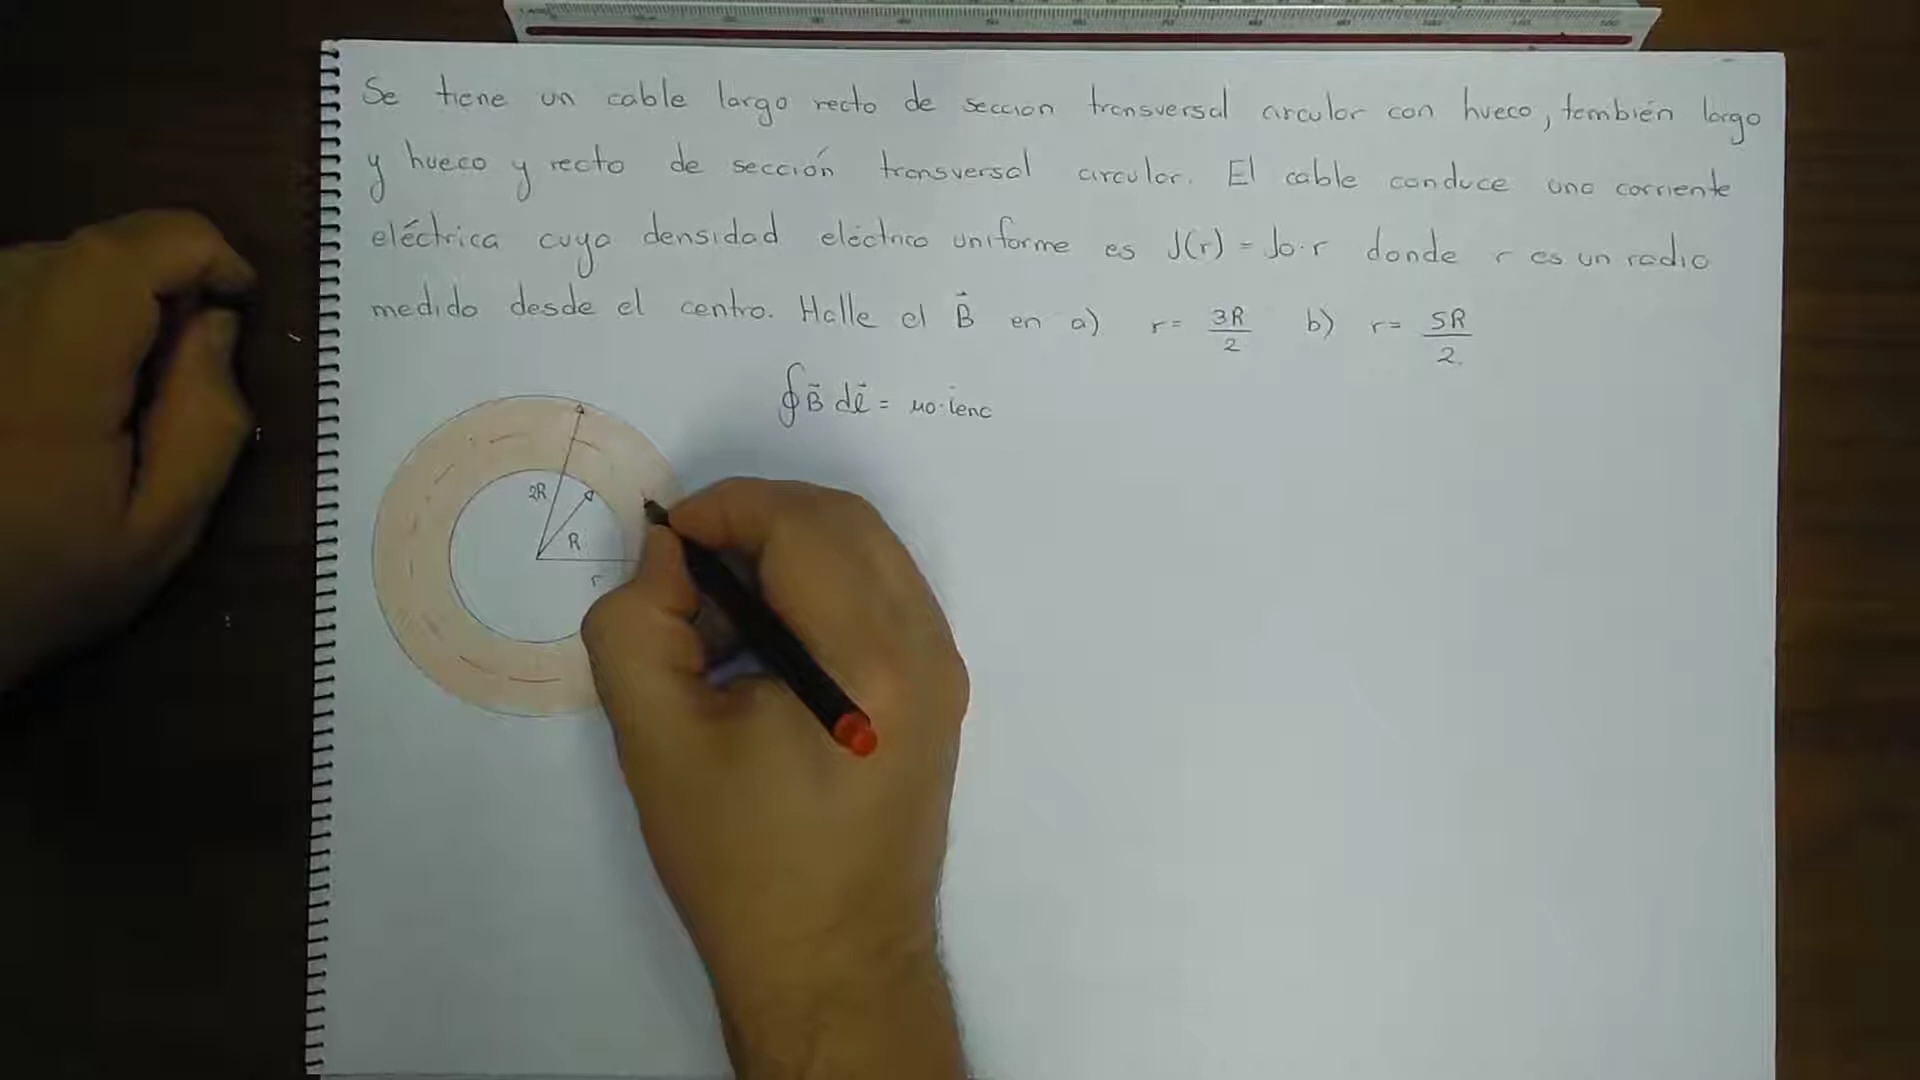 Se tiene un cable largo recto de sección transversal circular con hueco, también largo
y hueco y recto de sección transversal circular. El cable conduce una corriente
eléctrica cuya densidad eléctrica uniforme es J(r) = Jo·r donde r es un radio
medido desde el centro. Halle el B⃗ en a) r = 3R/2 b) r = 5R/2.
∮B⃗ dl⃗ = μo·ienc
2R
R
r